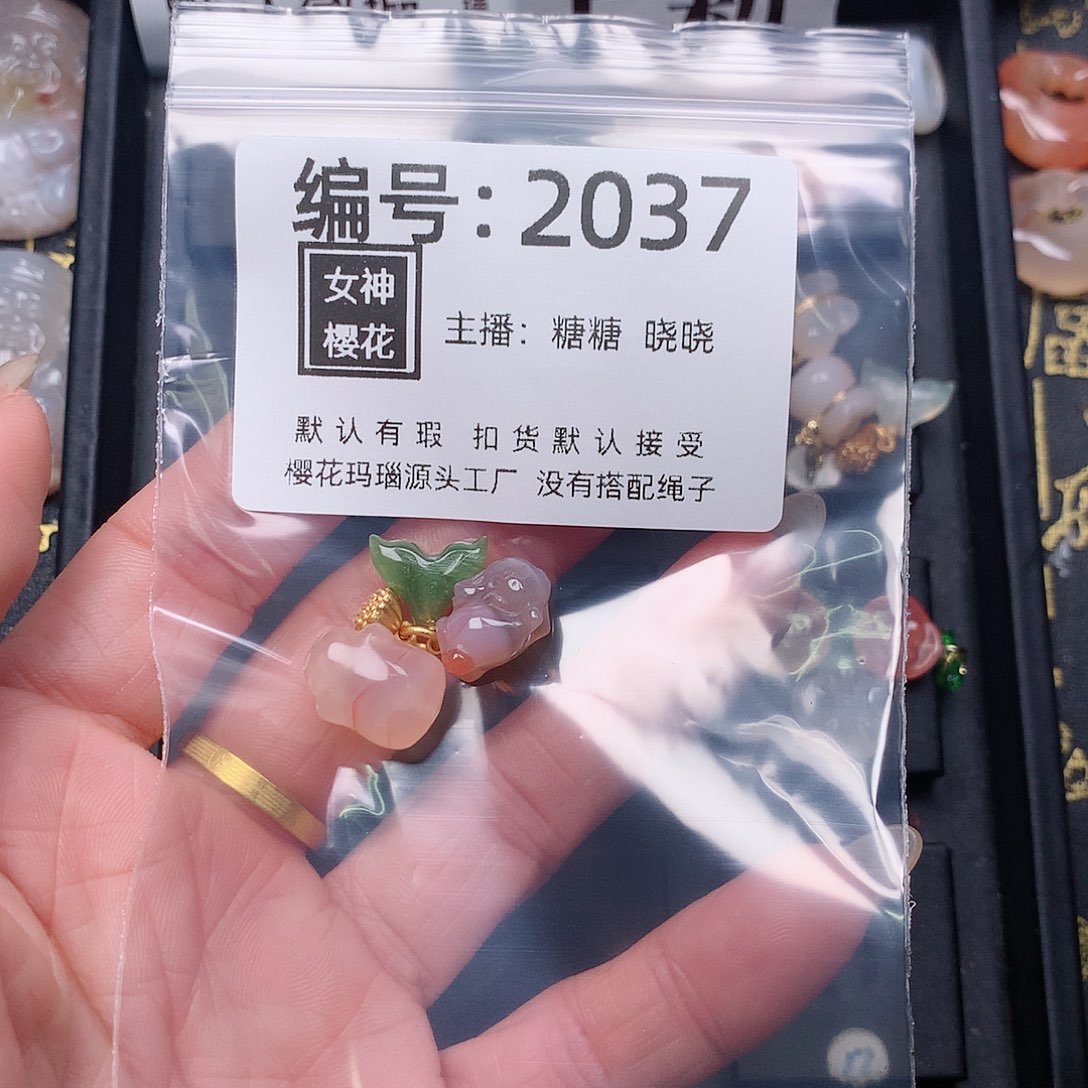 编号：2037
女神
樱花
主播：糖糖 晓晓
默认有瑕 扣货默认接受
樱花玛瑙源头工厂 没有搭配绳子